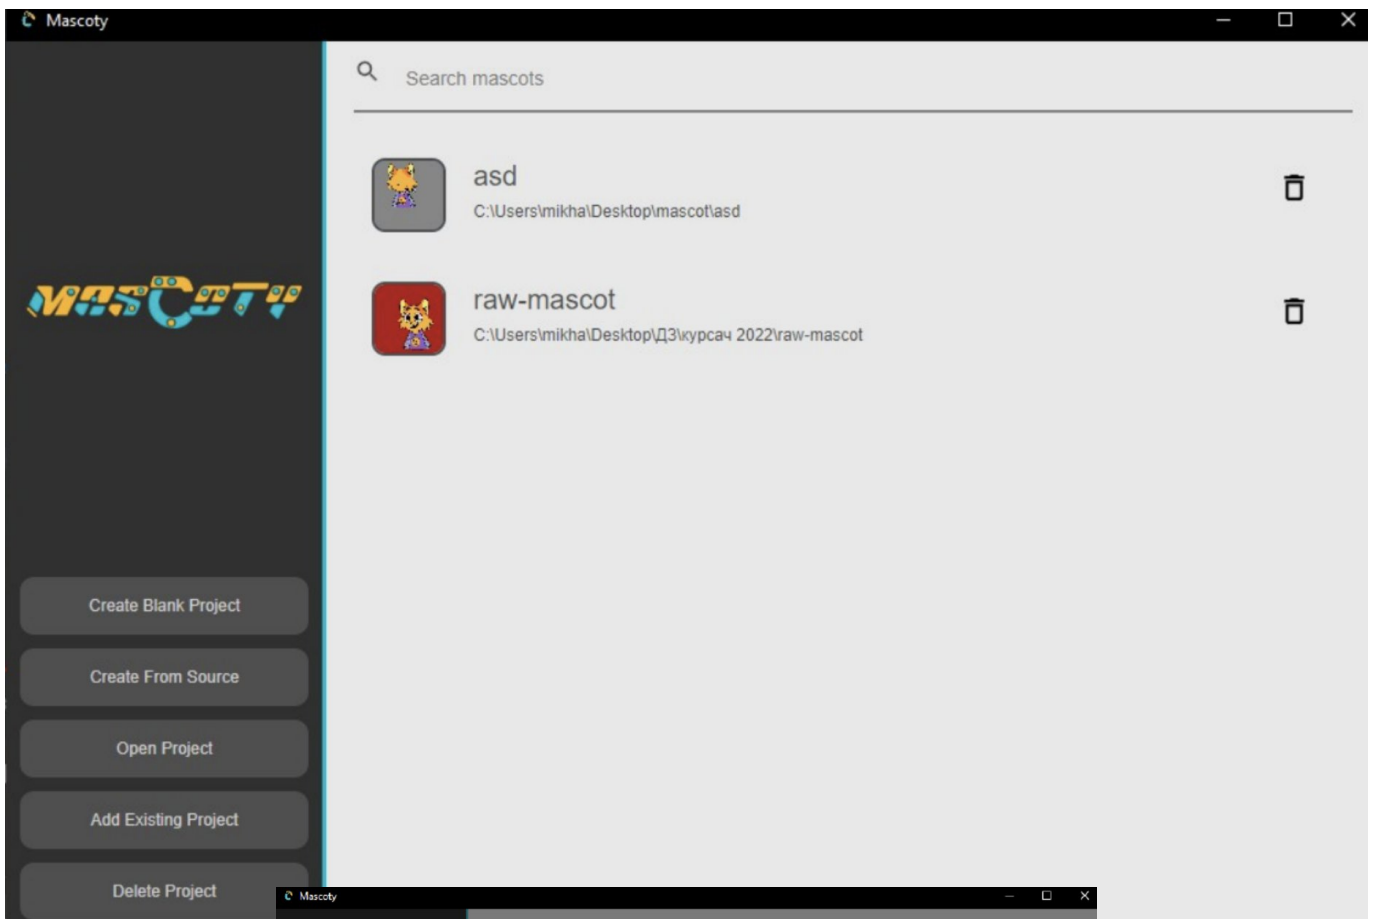 Mascoty
Search mascots
asd
C:\Users\mikha\Desktop\mascot\asd
MASCOTY
raw-mascot
C:\Users\mikha\Desktop\ДЗ\курсач 2022\raw-mascot
Create Blank Project
Create From Source
Open Project
Add Existing Project
Delete Project
Mascoty